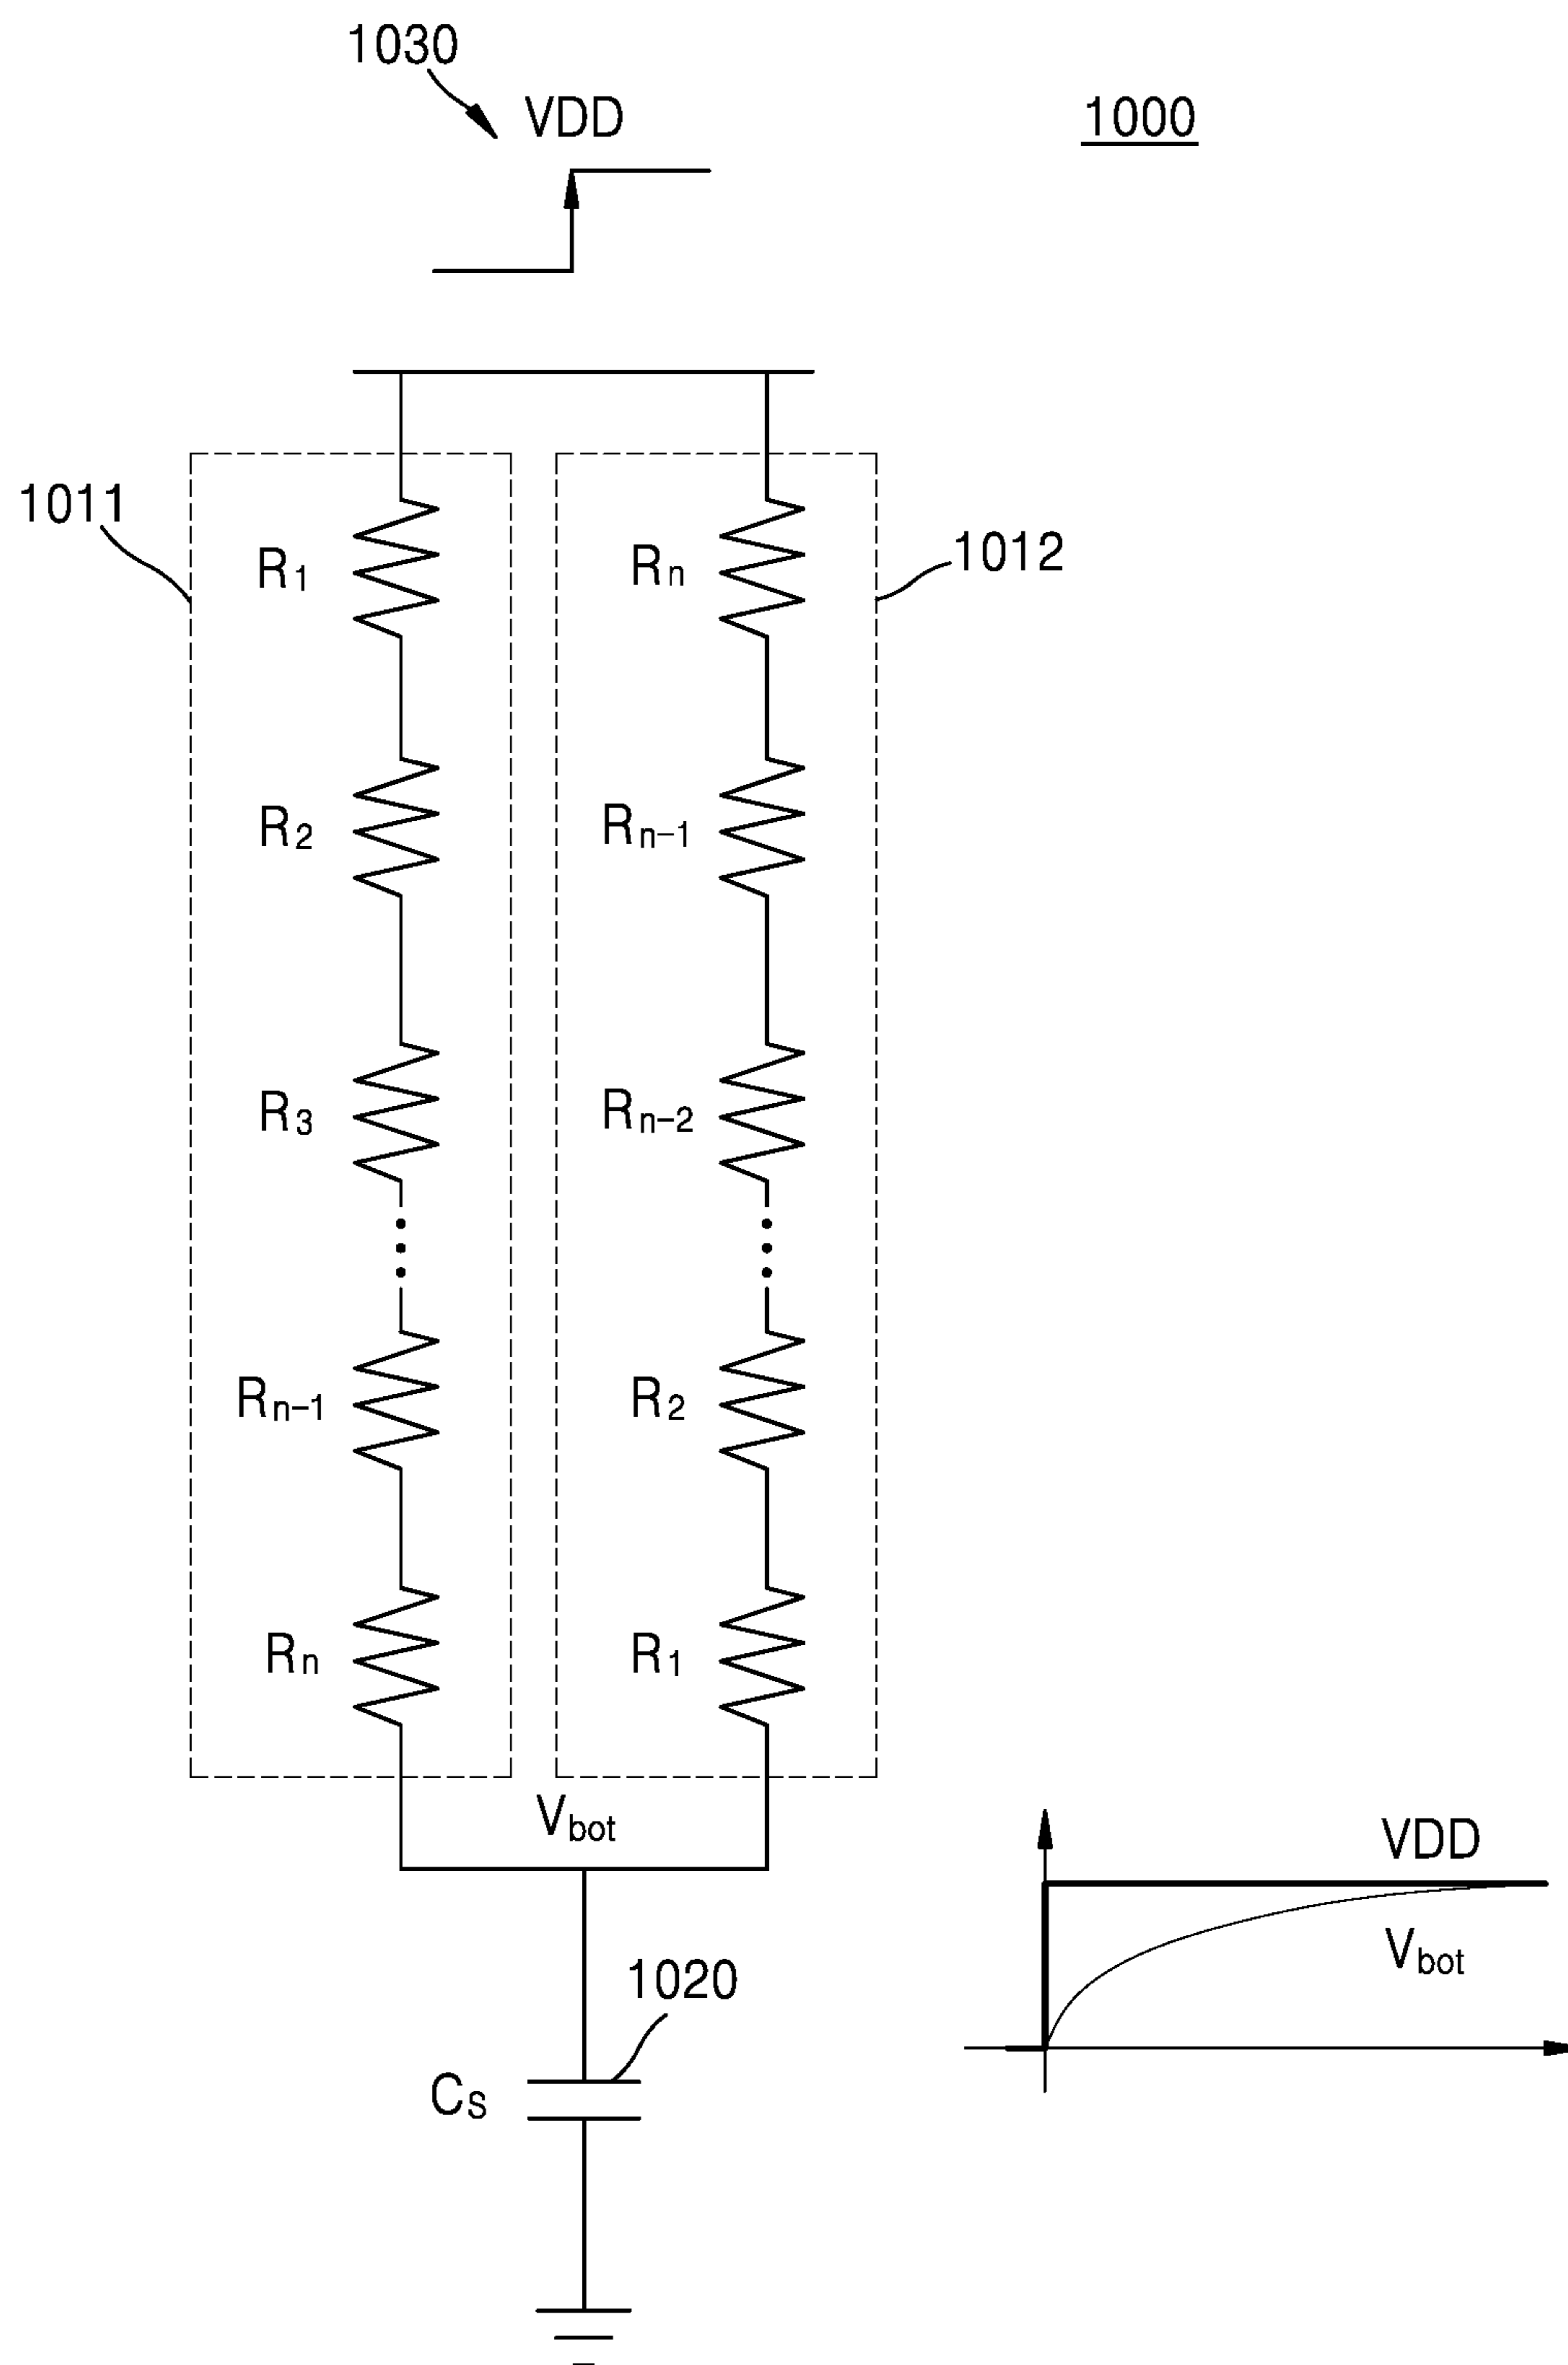 1030
VDD
1000
1011
1012
R1
Rn
R2
Rn-1
R3
Rn-2
Rn-1
R2
Rn
R1
Vbot
VDD
Vbot
1020
Cs